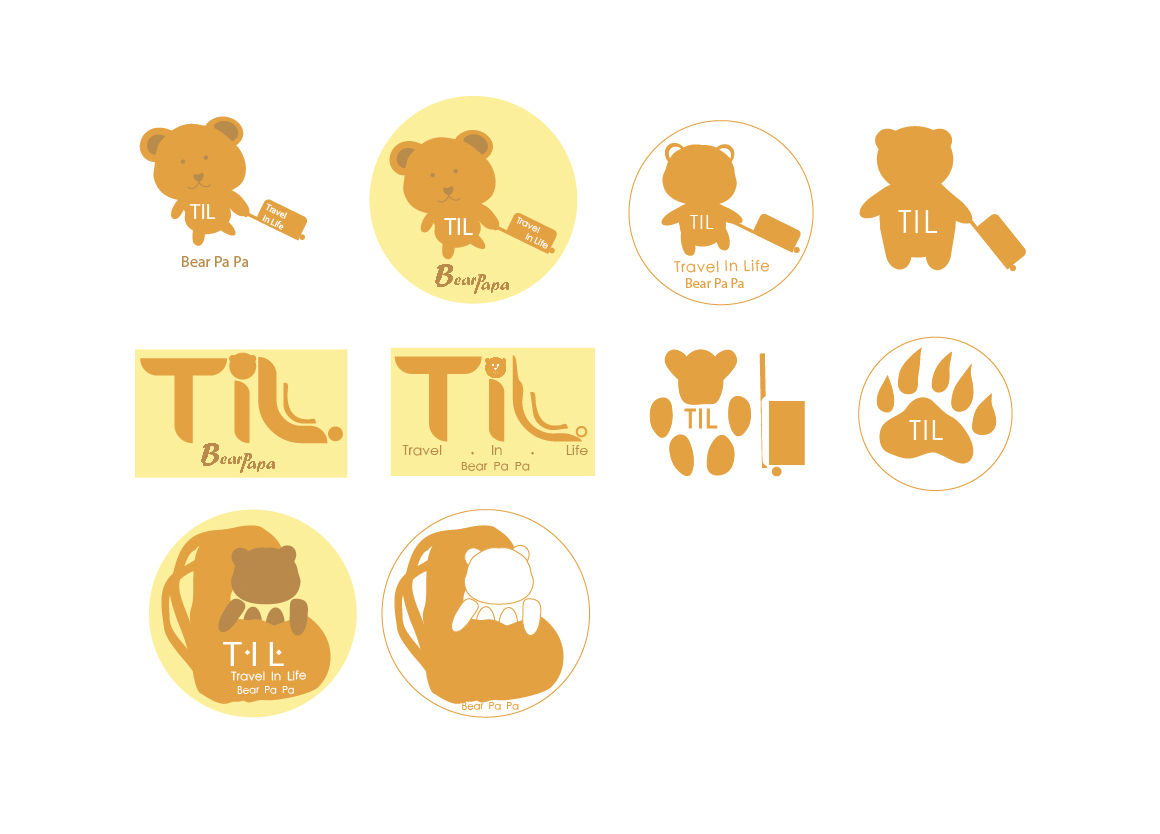 TIL
Travel
In Life
Bear Pa Pa
TIL
Travel
In Life
BearPapa
TIL
Travel In Life
Bear Pa Pa
TIL
TiL.
BearPapa
TiL
Travel . In . Life
Bear Pa Pa
TIL
TIL
T·I L·
Travel In Life
Bear Pa Pa
Bear Pa Pa